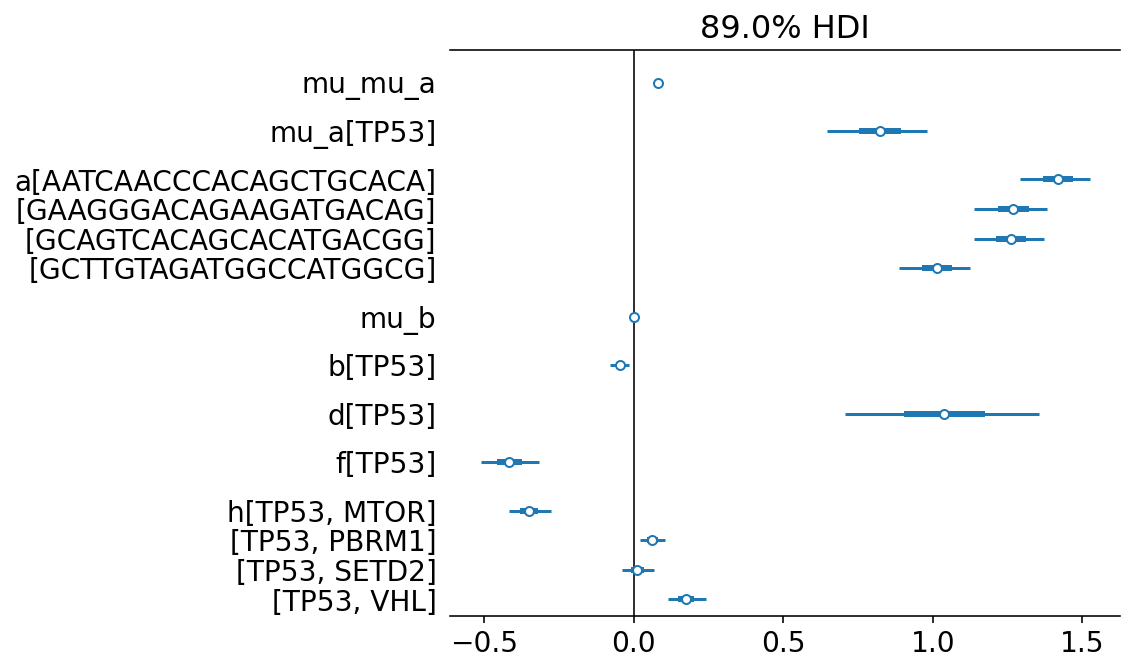 89.0% HDI
mu_mu_a
mu_a[TP53]
a[AATCAACCCACAGCTGCACA]
[GAAGGGACAGAAGATGACAG]
[GCAGTCACAGCACATGACGG]
[GCTTGTAGATGGCCATGGCG]
mu_b
b[TP53]
d[TP53]
f[TP53]
h[TP53, MTOR]
[TP53, PBRM1]
[TP53, SETD2]
[TP53, VHL]
−0.5 0.0 0.5 1.0 1.5